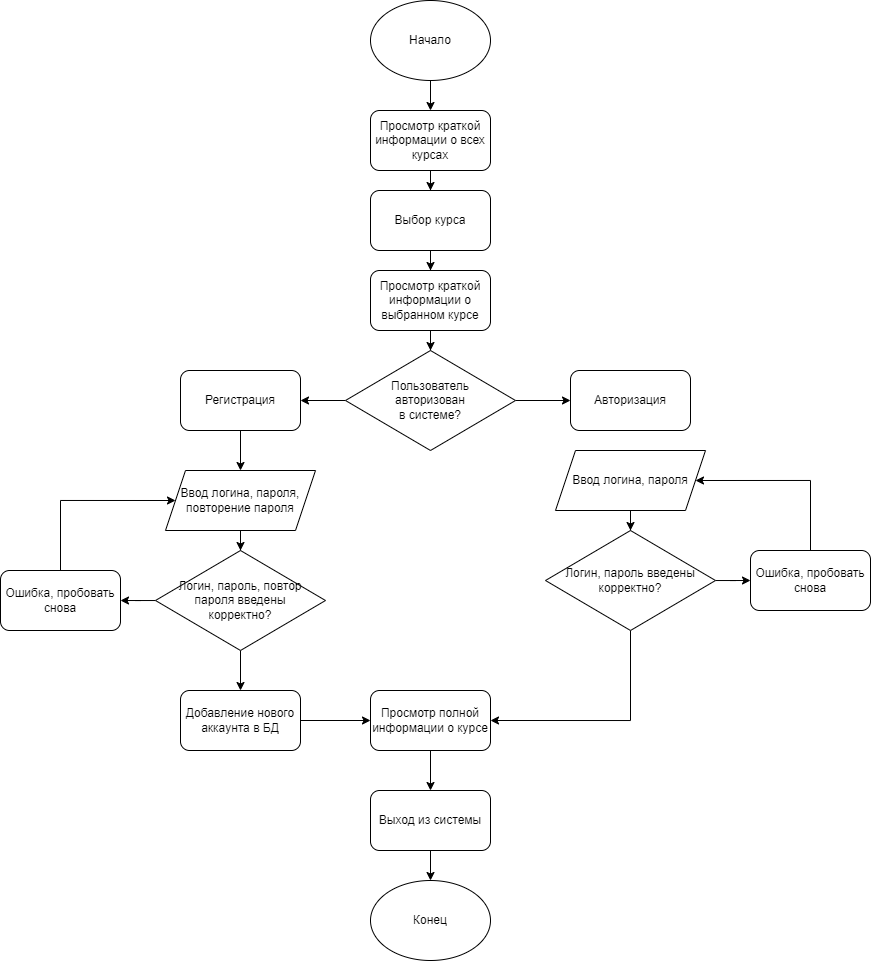 Начало
Просмотр краткой
информации о всех
курсах
Выбор курса
Просмотр краткой
информации о
выбранном курсе
Пользователь
авторизован
в системе?
Регистрация
Авторизация
Ввод логина, пароля,
повторение пароля
Ввод логина, пароля
Логин, пароль, повтор
пароля введены
корректно?
Ошибка, пробовать
снова
Логин, пароль введены
корректно?
Ошибка, пробовать
снова
Добавление нового
аккаунта в БД
Просмотр полной
информации о курсе
Выход из системы
Конец